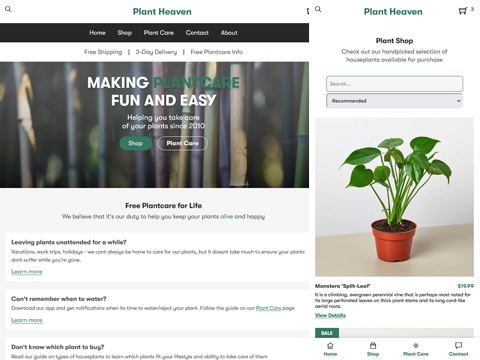 Plant Heaven
Home Shop Plant Care Contact About
Free Shipping | 3-Day Delivery | Free Plantcare Info
MAKING PLANTCARE
FUN AND EASY
Helping you take care
of your plants since 2010
Shop Plant Care
Free Plantcare for Life
We believe that it's our duty to help you keep your plants alive and happy
Leaving plants unattended for a while?
Vacations, work trips, holidays - we cant always be home to care for our plants, but it doesnt take much to ensure your plants
dont suffer while you're gone.
Learn more
Can't remember when to water?
Download our app and get notifications when its time to water/repot your plant. Follow the guide on our Plant Care page
Learn more
Don't know which plant to buy?
Read our guide on types of houseplants to learn which plants fit your lifestyle and ability to take care of them
Plant Heaven
3
Plant Shop
Check out our handpicked selection of
houseplants available for purchase
Search...
Recommended
Monstera 'Split-Leaf' $19.99
It is a climbing, evergreen perennial vine that is perhaps most noted for
its large perforated leaves on thick plant stems and its long cord-like
aerial roots.
View Details
SALE
Home Shop Plant Care Contact